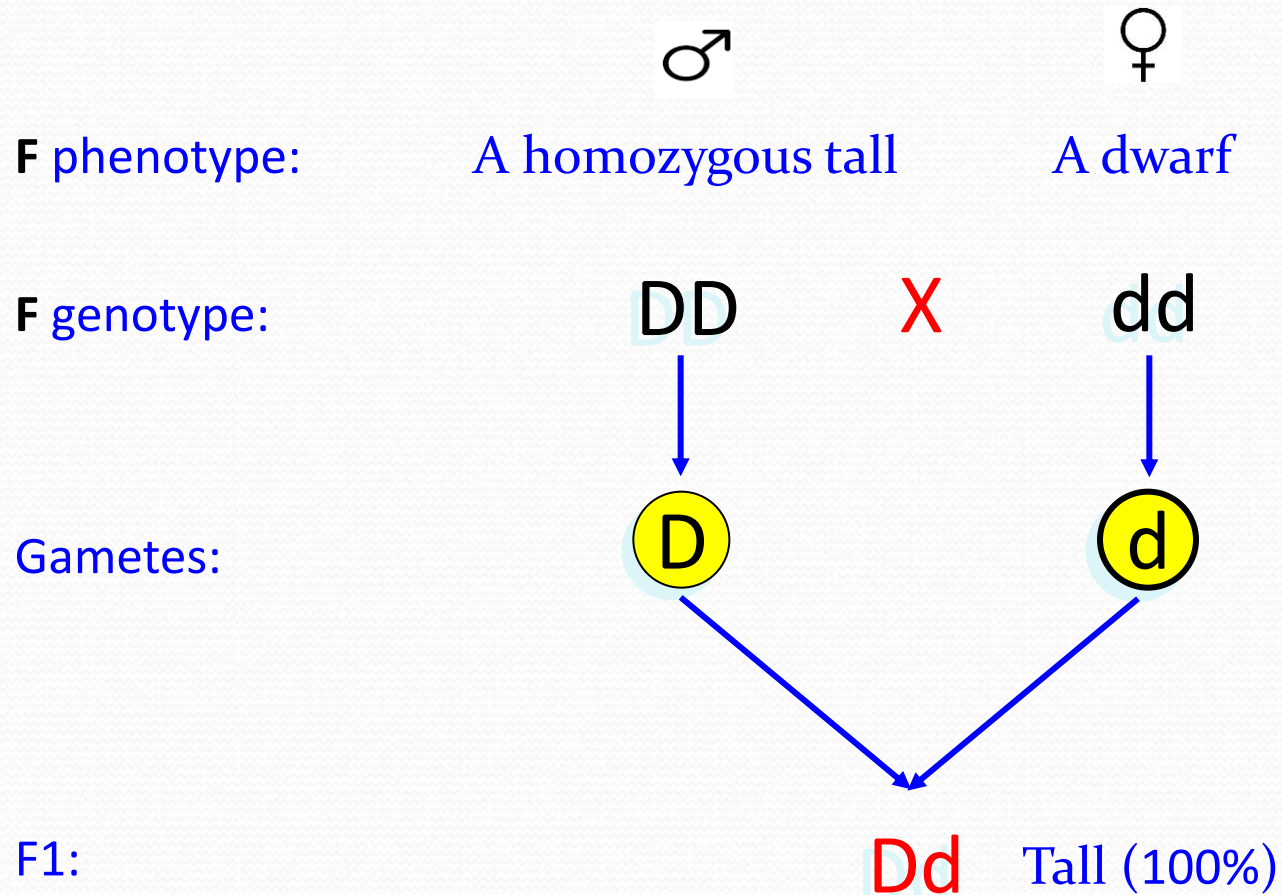 ♂ ♀
F phenotype: A homozygous tall A dwarf
F genotype: DD X dd
Gametes: D d
F1: Dd Tall (100%)